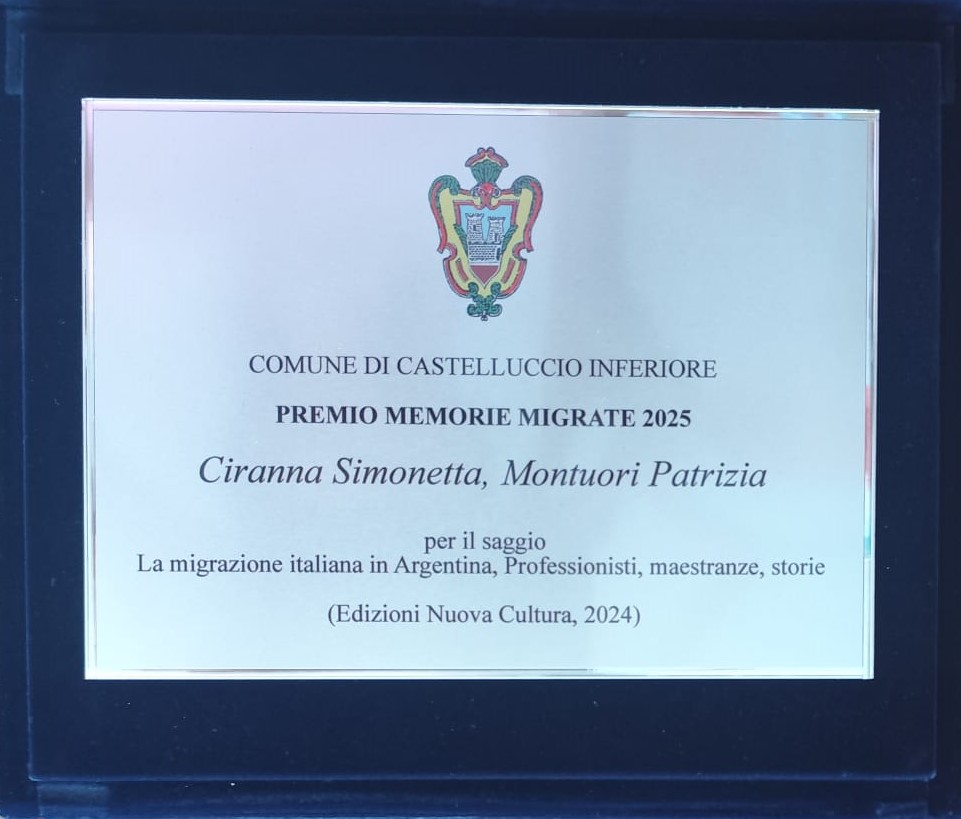 COMUNE DI CASTELLUCCIO INFERIORE
PREMIO MEMORIE MIGRATE 2025
Ciranna Simonetta, Montuori Patrizia
per il saggio
La migrazione italiana in Argentina, Professionisti, maestranze, storie
(Edizioni Nuova Cultura, 2024)